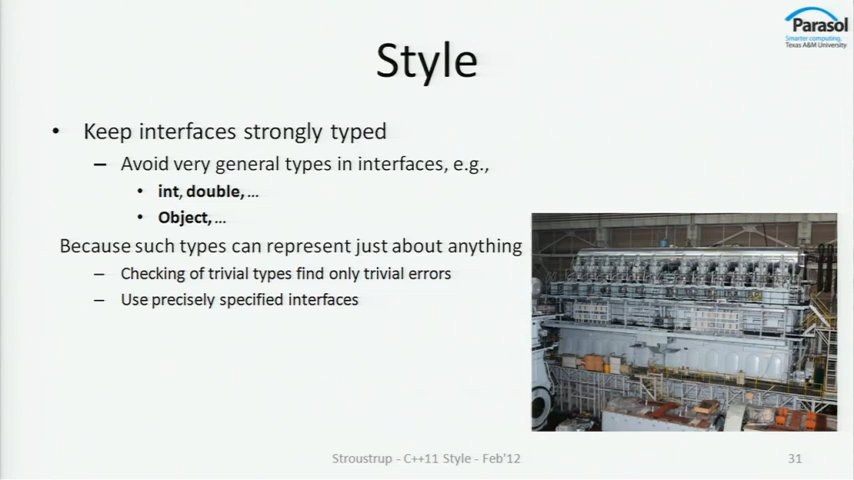 Parasol
Smarter computing.
Texas A&M University
Style
• Keep interfaces strongly typed
– Avoid very general types in interfaces, e.g.,
• int, double, …
• Object, …
Because such types can represent just about anything
– Checking of trivial types find only trivial errors
– Use precisely specified interfaces
Stroustrup - C++11 Style - Feb'12
31